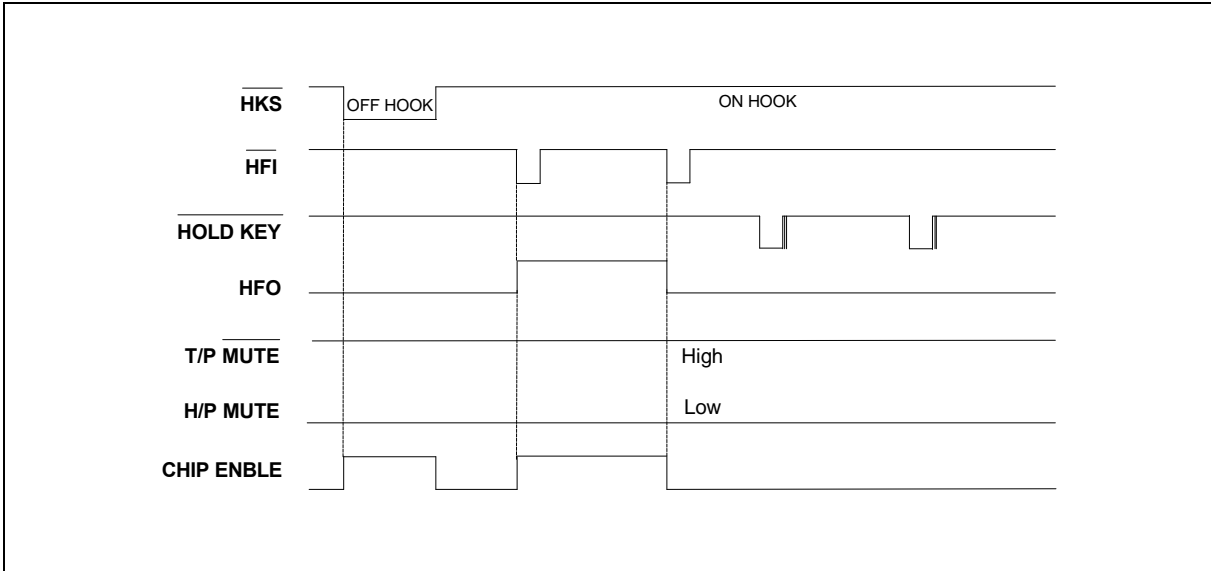 HKS
OFF HOOK
ON HOOK
HFI
HOLD KEY
HFO
T/P MUTE
High
H/P MUTE
Low
CHIP ENBLE